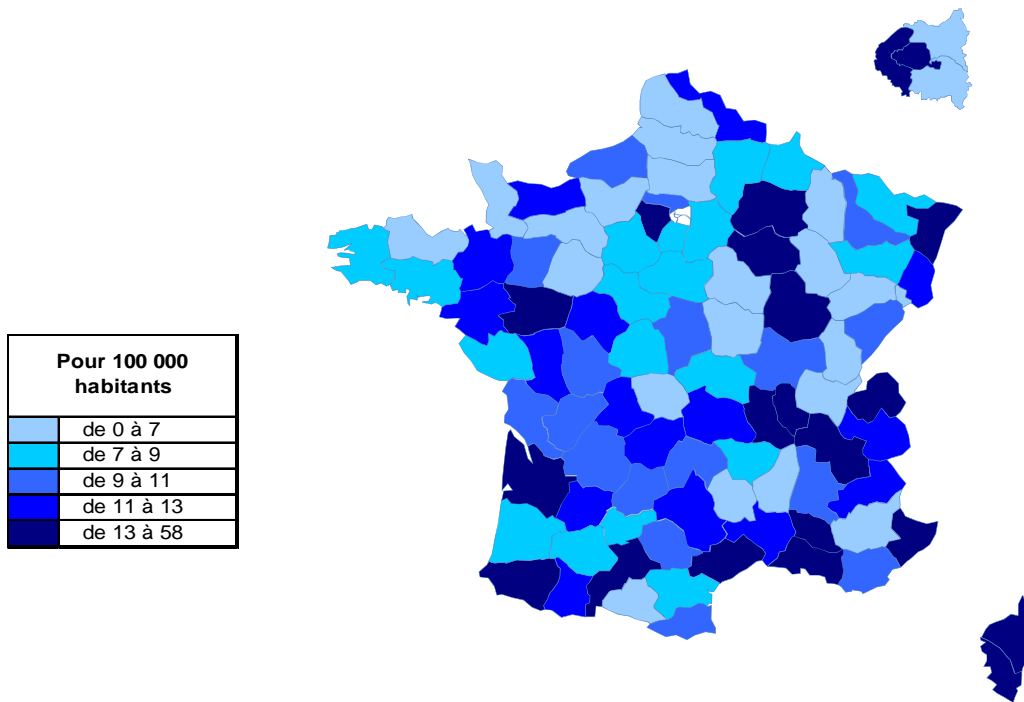 Pour 100 000
habitants
de 0 à 7
de 7 à 9
de 9 à 11
de 11 à 13
de 13 à 58